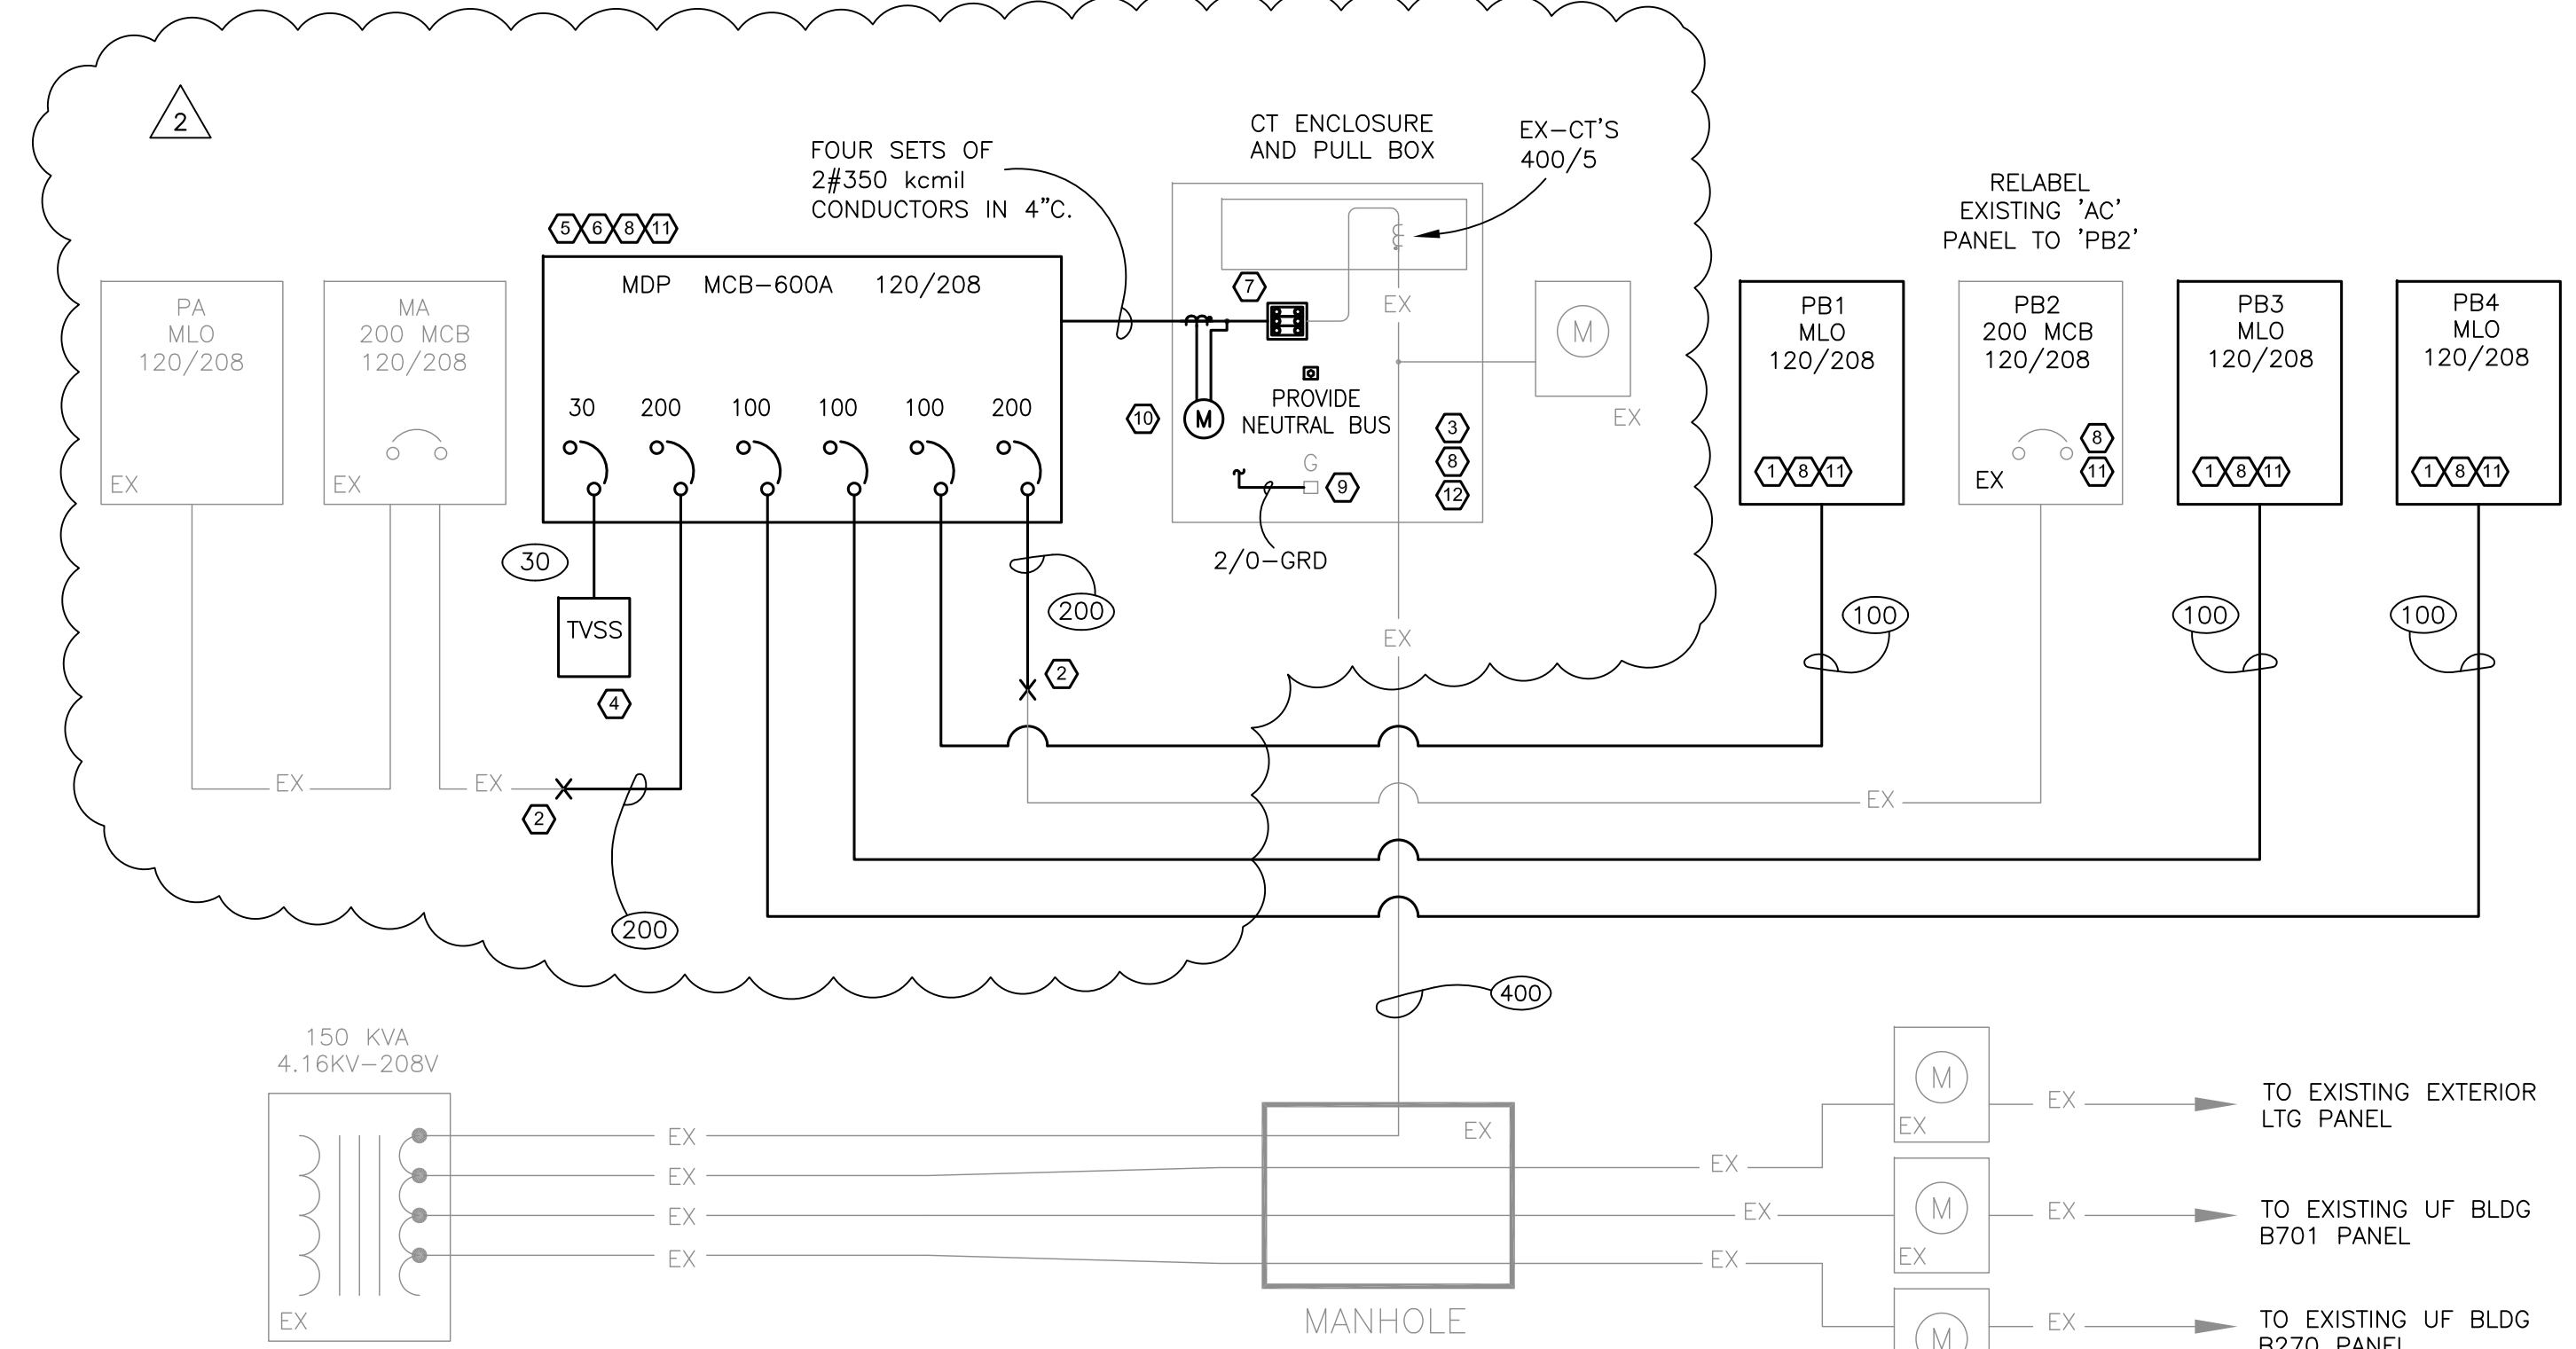 2
FOUR SETS OF
2#350 kcmil
CONDUCTORS IN 4"C.
CT ENCLOSURE
AND PULL BOX
EX-CT'S
400/5
RELABEL
EXISTING 'AC'
PANEL TO 'PB2'
5 6 8 11
PA
MLO
120/208
EX
MA
200 MCB
120/208
EX
MDP MCB-600A 120/208
30 200 100 100 100 200
7
EX
10
M
PROVIDE
NEUTRAL BUS
G
9
3
8
12
2/0-GRD
M
EX
PB1
MLO
120/208
1 8 11
PB2
200 MCB
120/208
8
11
EX
PB3
MLO
120/208
1 8 11
PB4
MLO
120/208
1 8 11
30
TVSS
4
200
2
EX
100
100
100
EX
EX
2
200
EX
400
150 KVA
4.16KV-208V
EX
EX
EX
EX
EX
EX
MANHOLE
EX
EX
EX
M
EX
EX
TO EXISTING EXTERIOR
LTG PANEL
M
EX
EX
TO EXISTING UF BLDG
B701 PANEL
M
EX
TO EXISTING UF BLDG
B270 PANEL